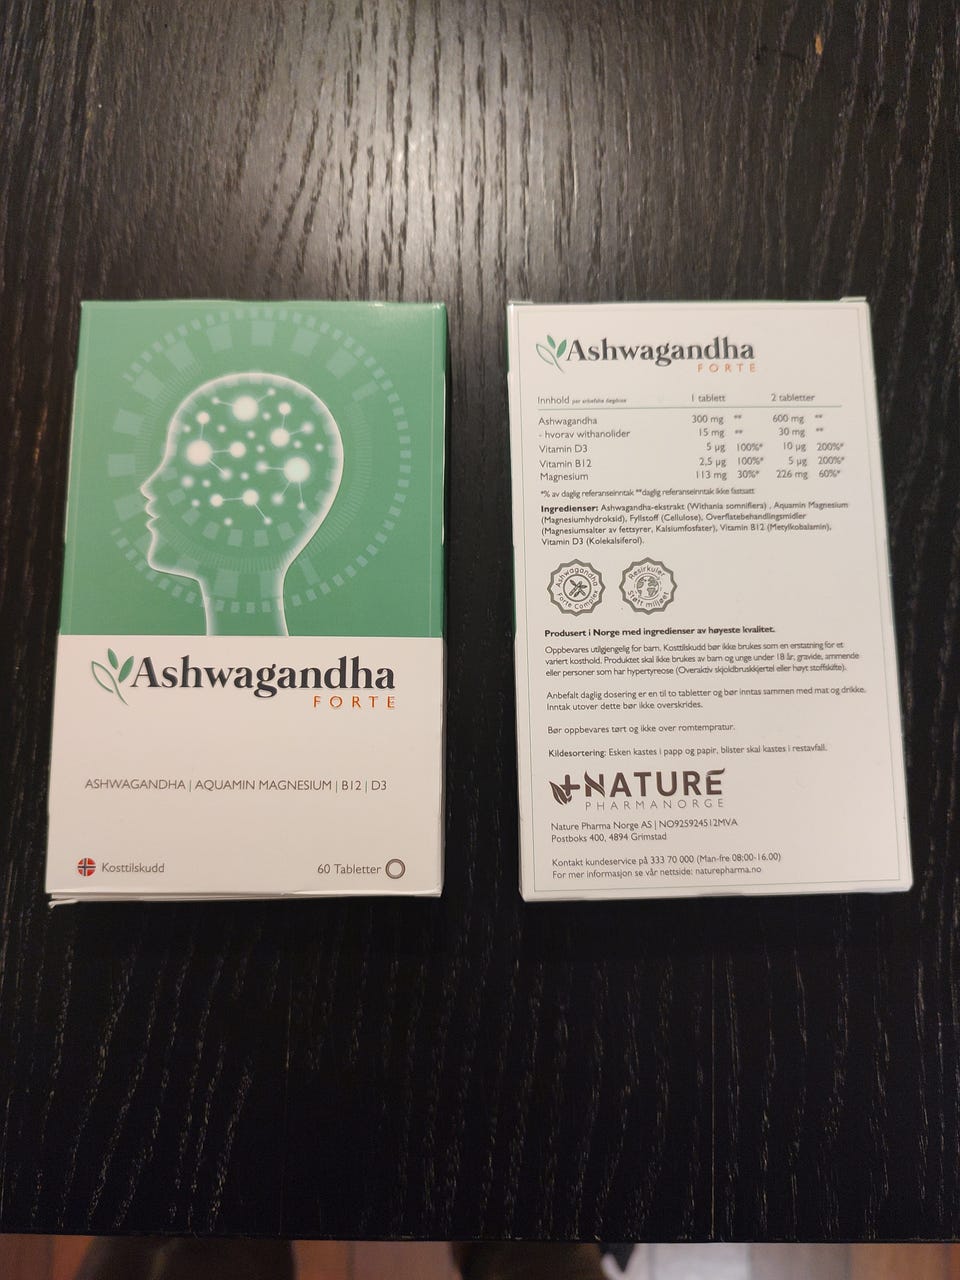 Ashwagandha
FORTE
ASHWAGANDHA | AQUAMIN MAGNESIUM | B12 | D3
Kosttilskudd
60 Tabletter
Ashwagandha
FORTE
Innhold per anbefalte døgndose 1 tablett 2 tabletter
Ashwagandha 300 mg ** 600 mg **
- hvorav withanolider 15 mg ** 30 mg **
Vitamin D3 5 µg 100%* 10 µg 200%*
Vitamin B12 2,5 µg 100%* 5 µg 200%*
Magnesium 113 mg 30%* 226 mg 60%*
*% av daglig referanseinntak **daglig referanseinntak ikke fastsatt
Ingredienser: Ashwagandha-ekstrakt (Withania somnifiera) , Aquamin Magnesium
(Magnesiumhydroksid), Fyllstoff (Cellulose), Overflatebehandlingsmidler
(Magnesiumsalter av fettsyrer, Kalsiumfosfater), Vitamin B12 (Metylkobalamin),
Vitamin D3 (Kolekalsiferol).
Ashwagandha
Forte Complex
Resirkuler
Støtt miljøet
Produsert i Norge med ingredienser av høyeste kvalitet.
Oppbevares utilgjengelig for barn. Kosttilskudd bør ikke brukes som en erstatning for et
variert kosthold. Produktet skal ikke brukes av barn og unge under 18 år, gravide, ammende
eller personer som har hypertyreose (Overaktiv skjoldbruskkjertel eller høyt stoffskifte).
Anbefalt daglig dosering er en til to tabletter og bør inntas sammen med mat og drikke.
Inntak utover dette bør ikke overskrides.
Bør oppbevares tørt og ikke over romtempratur.
Kildesortering: Esken kastes i papp og papir, blister skal kastes i restavfall.
NATURE
PHARMANORGE
Nature Pharma Norge AS | NO925924512MVA
Postboks 400, 4894 Grimstad
Kontakt kundeservice på 333 70 000 (Man-fre 08:00-16.00)
For mer informasjon se vår nettside: naturepharma.no